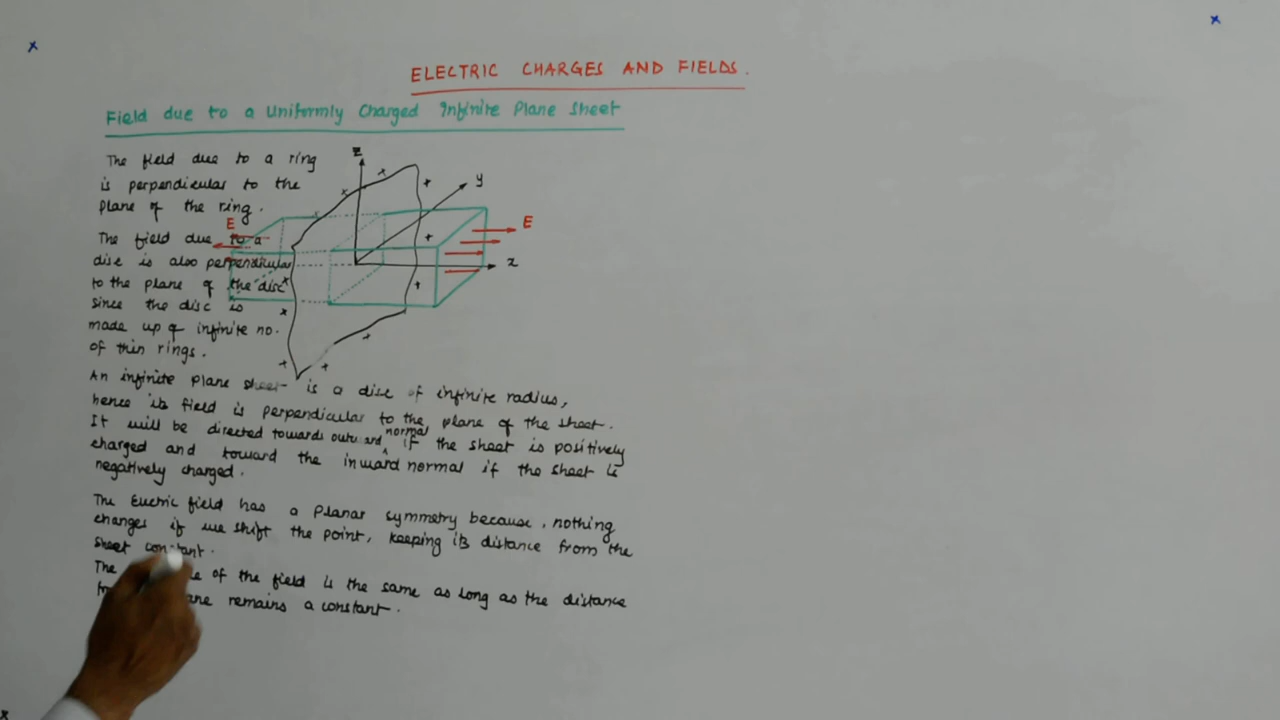 ELECTRIC CHARGES AND FIELDS.
Field due to a Uniformly Charged Infinite Plane Sheet
The field due to a ring
is perpendicular to the
plane of the ring.
The field due to a
disc is also perpendicular
to the plane of the disc
since the disc is
made up of infinite no.
of thin rings.
z
y
x
E
E
An infinite plane sheet is a disc of infinite radius,
hence its field is perpendicular to the plane of the sheet.
It will be directed towards outward normal if the sheet is positively
charged and toward the inward normal if the sheet is
negatively charged.
The Electric field has a planar symmetry because, nothing
changes if we shift the point, keeping its distance from the
sheet constant.
The of the field is the same as long as the distance
remains a constant.